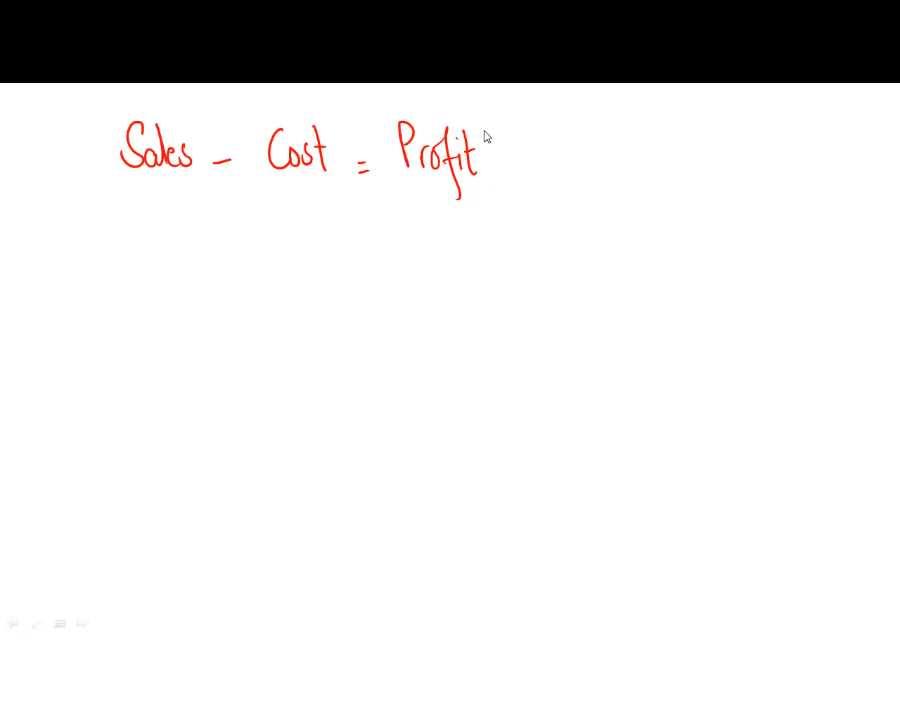 Sales - Cost = Profit